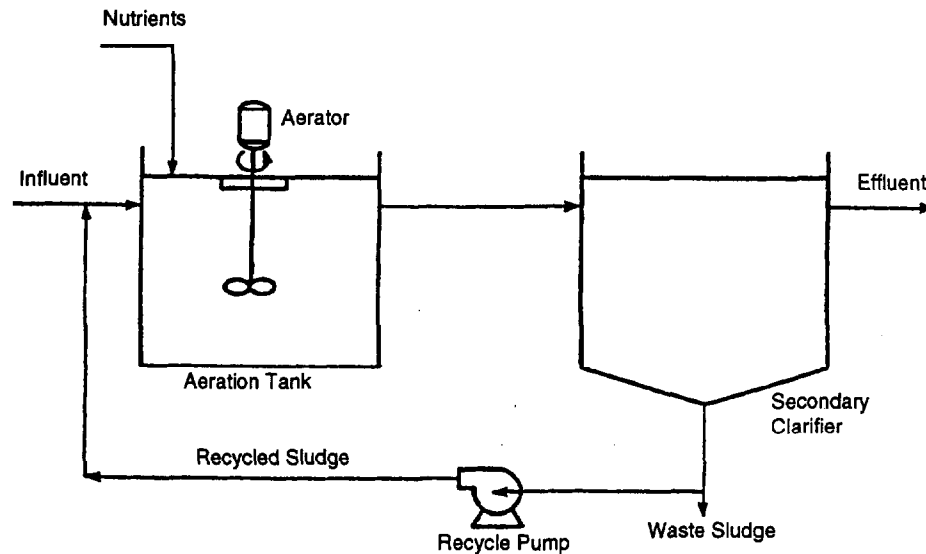 Nutrients
Aerator
Influent
Effluent
Aeration Tank
Secondary
Clarifier
Recycled Sludge
Waste Sludge
Recycle Pump